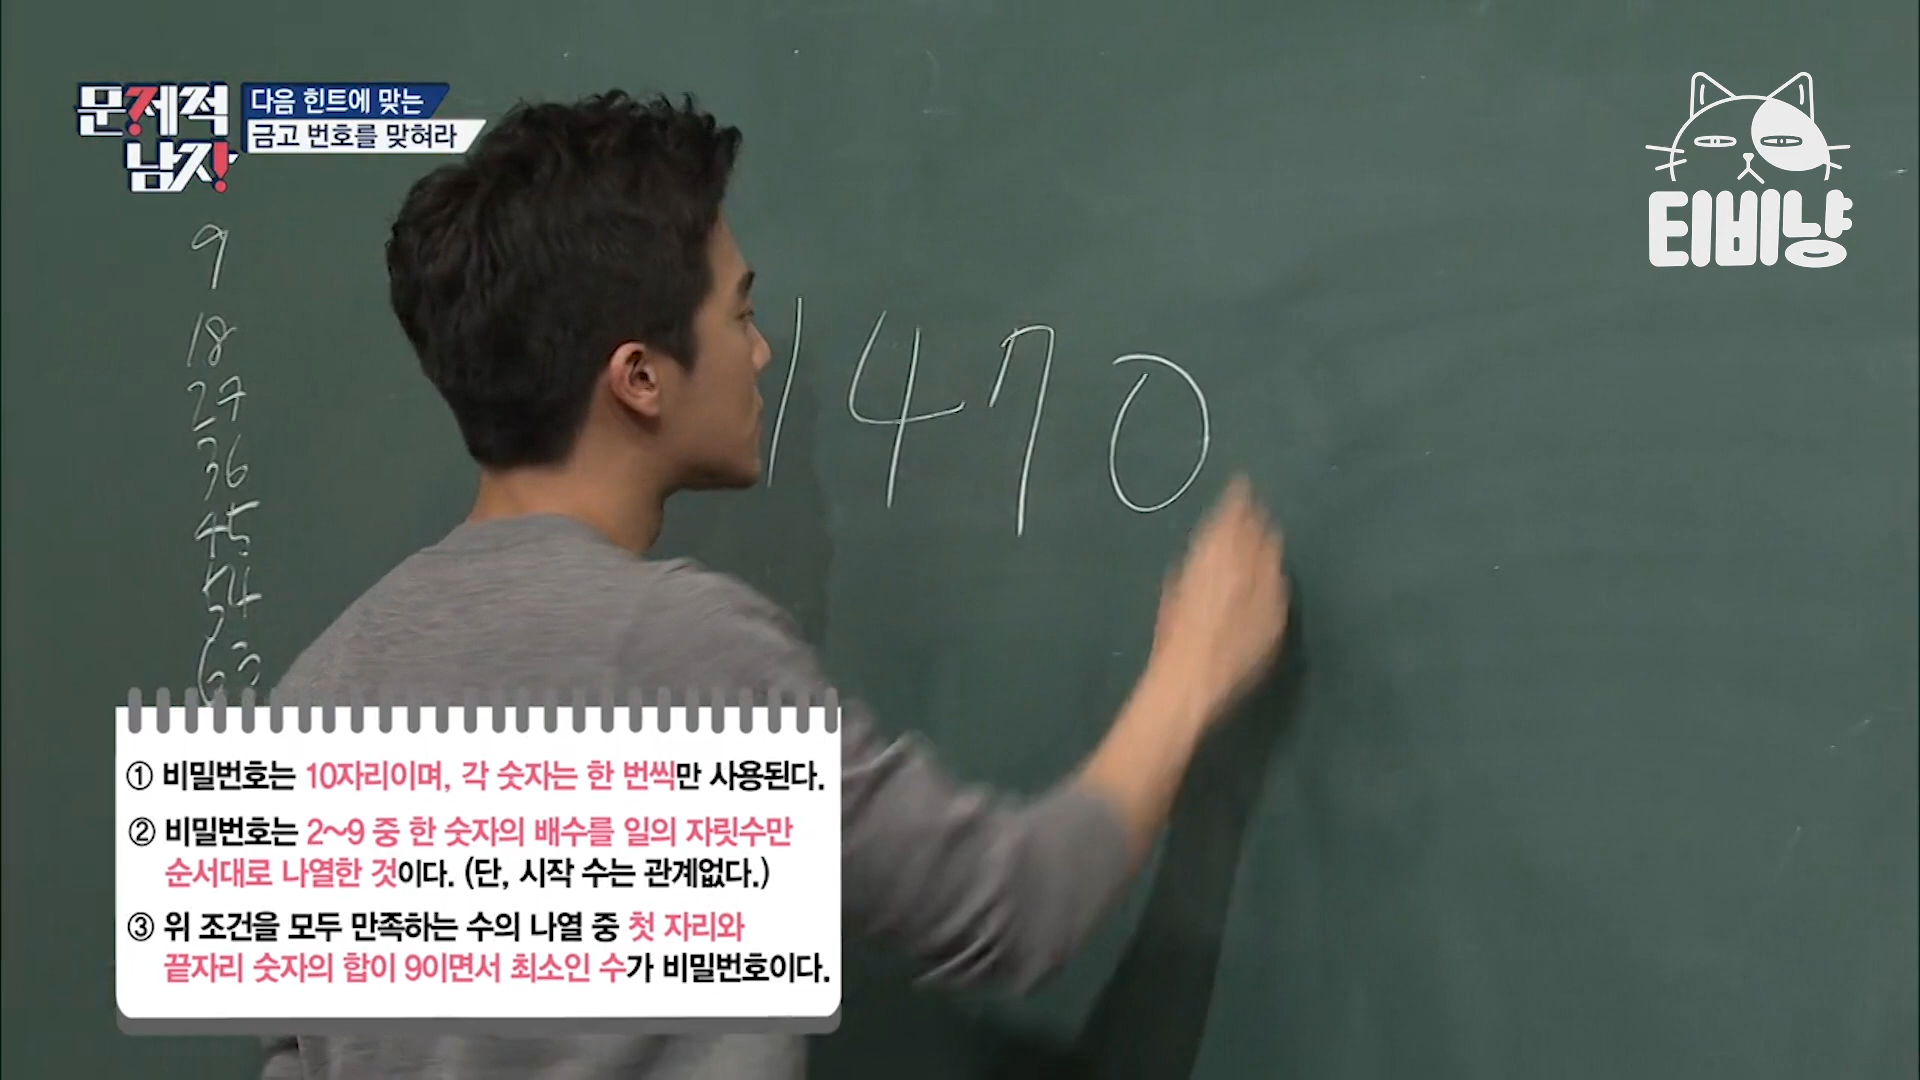 문제적
남자
다음 힌트에 맞는
금고 번호를 맞혀라
티비냥
9
18
27
36
45
54
63
1470
① 비밀번호는 10자리이며, 각 숫자는 한 번씩만 사용된다.
② 비밀번호는 2~9 중 한 숫자의 배수를 일의 자릿수만
순서대로 나열한 것이다. (단, 시작 수는 관계없다.)
③ 위 조건을 모두 만족하는 수의 나열 중 첫 자리와
끝자리 숫자의 합이 9이면서 최소인 수가 비밀번호이다.